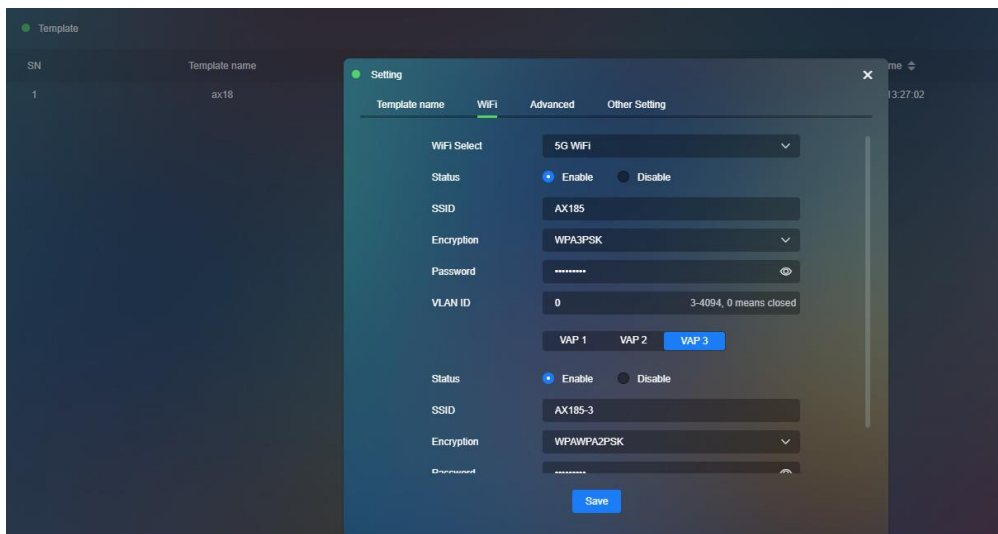 Template
SN Template name me
1 ax18 13:27:02
Setting
Template name WiFi Advanced Other Setting
WiFi Select 5G WiFi
Status Enable Disable
SSID AX185
Encryption WPA3PSK
Password •••••••••
VLAN ID 0 3-4094, 0 means closed
VAP 1 VAP 2 VAP 3
Status Enable Disable
SSID AX185-3
Encryption WPAWPA2PSK
Password •••••••••
Save